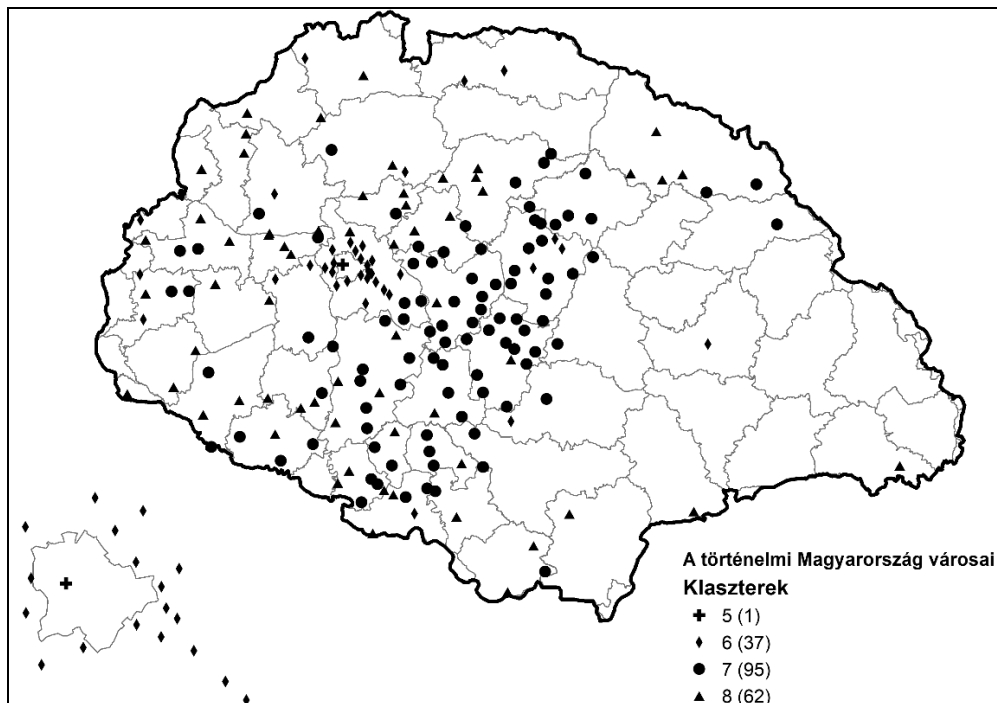 A történelmi Magyarország városai
Klaszterek
5 (1)
6 (37)
7 (95)
8 (62)